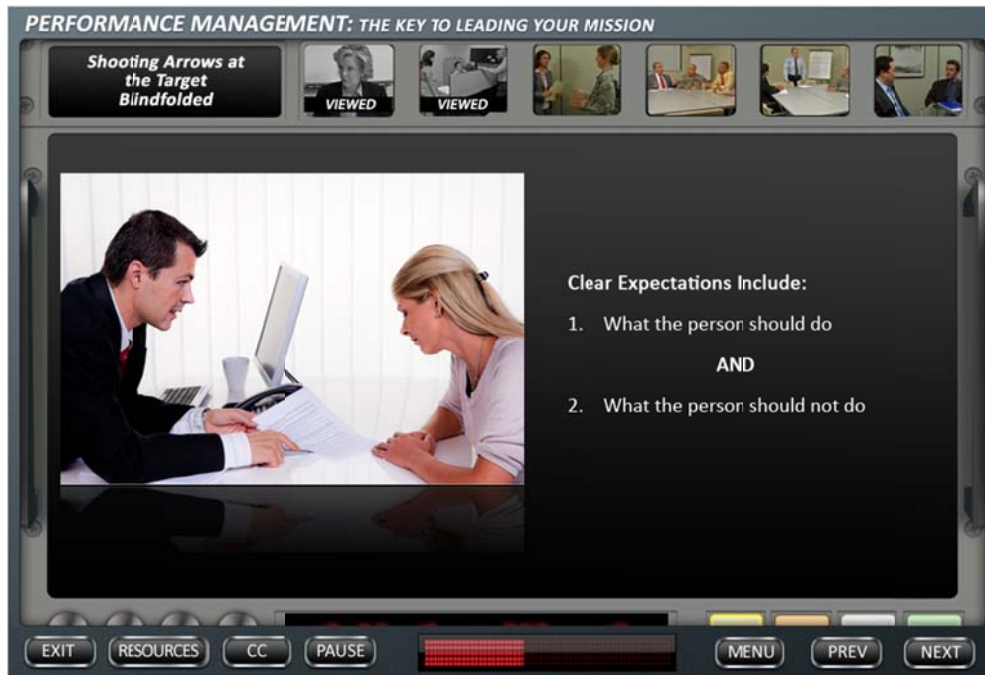 PERFORMANCE MANAGEMENT: THE KEY TO LEADING YOUR MISSION
Shooting Arrows at
the Target
Blindfolded
VIEWED
VIEWED
Clear Expectations Include:
1. What the person should do
AND
2. What the person should not do
EXIT
RESOURCES
CC
PAUSE
MENU
PREV
NEXT